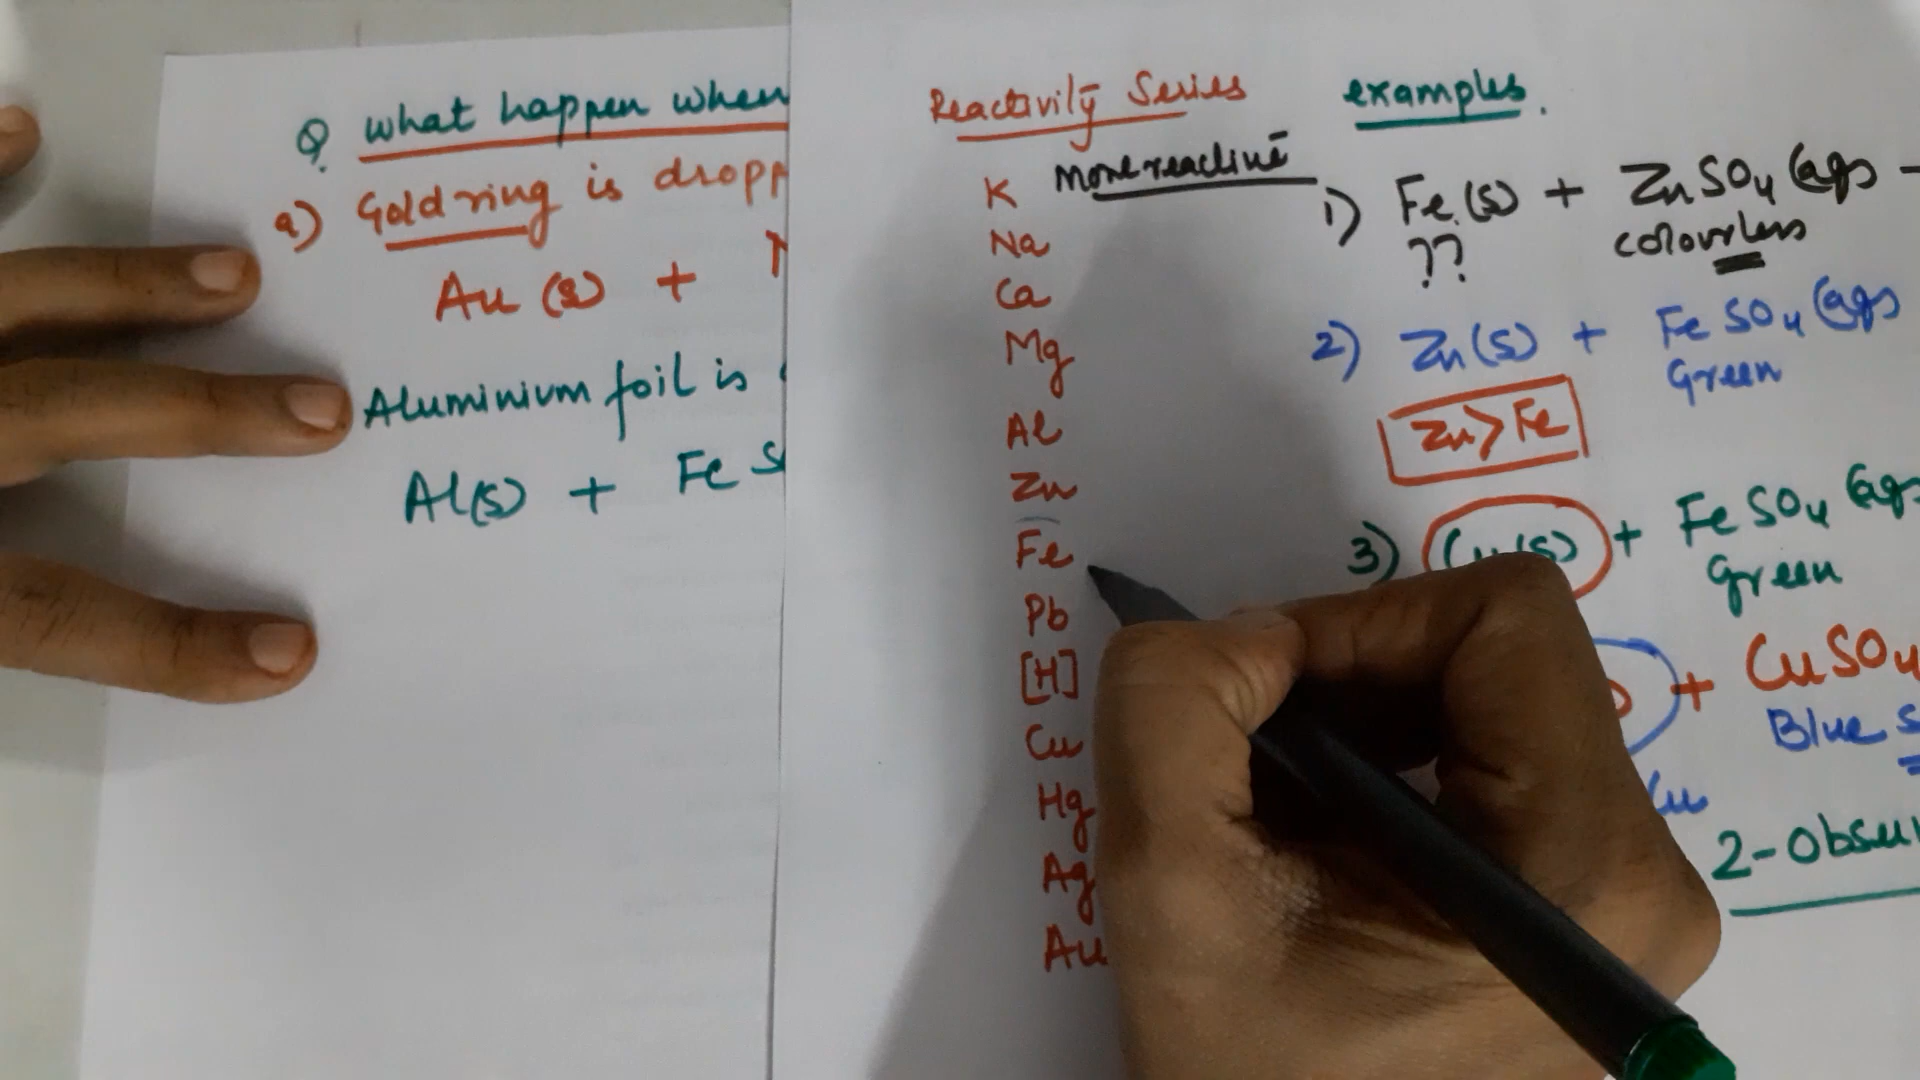 Q. What happen when
a) Gold ring is dropp
Au (s) +
Aluminium foil is
Al(s) + Fe S
Reactivity Series
More reactive
K
Na
Ca
Mg
Al
Zn
Fe
Pb
[H]
Cu
Hg
Ag
Au
examples.
1) Fe (s) + ZnSO4 (aq)
?? colourless
2) Zn(s) + FeSO4 (aq)
Green
Zn > Fe
3) Cu(s) + FeSO4 (aq)
Green
+ CuSO4
Blue s
Cu
2-Obser